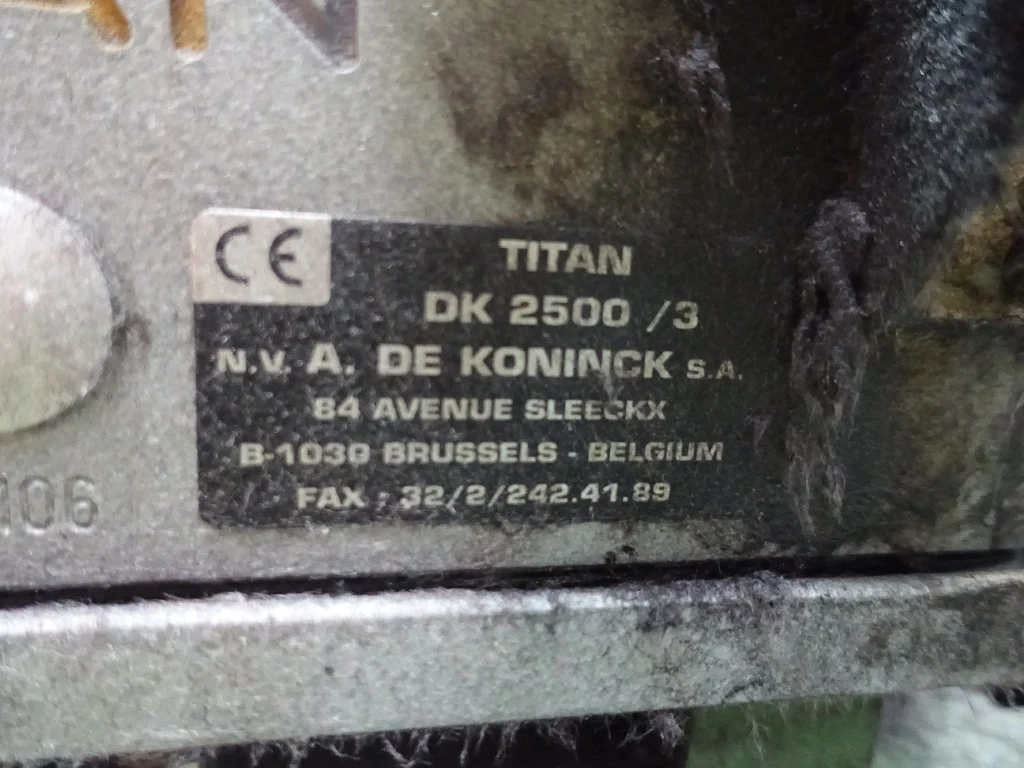 CE
TITAN
DK 2500 /3
N.V. A. DE KONINCK S.A.
84 AVENUE SLEECKX
B-1030 BRUSSELS - BELGIUM
FAX : 32/2/242.41.89
106